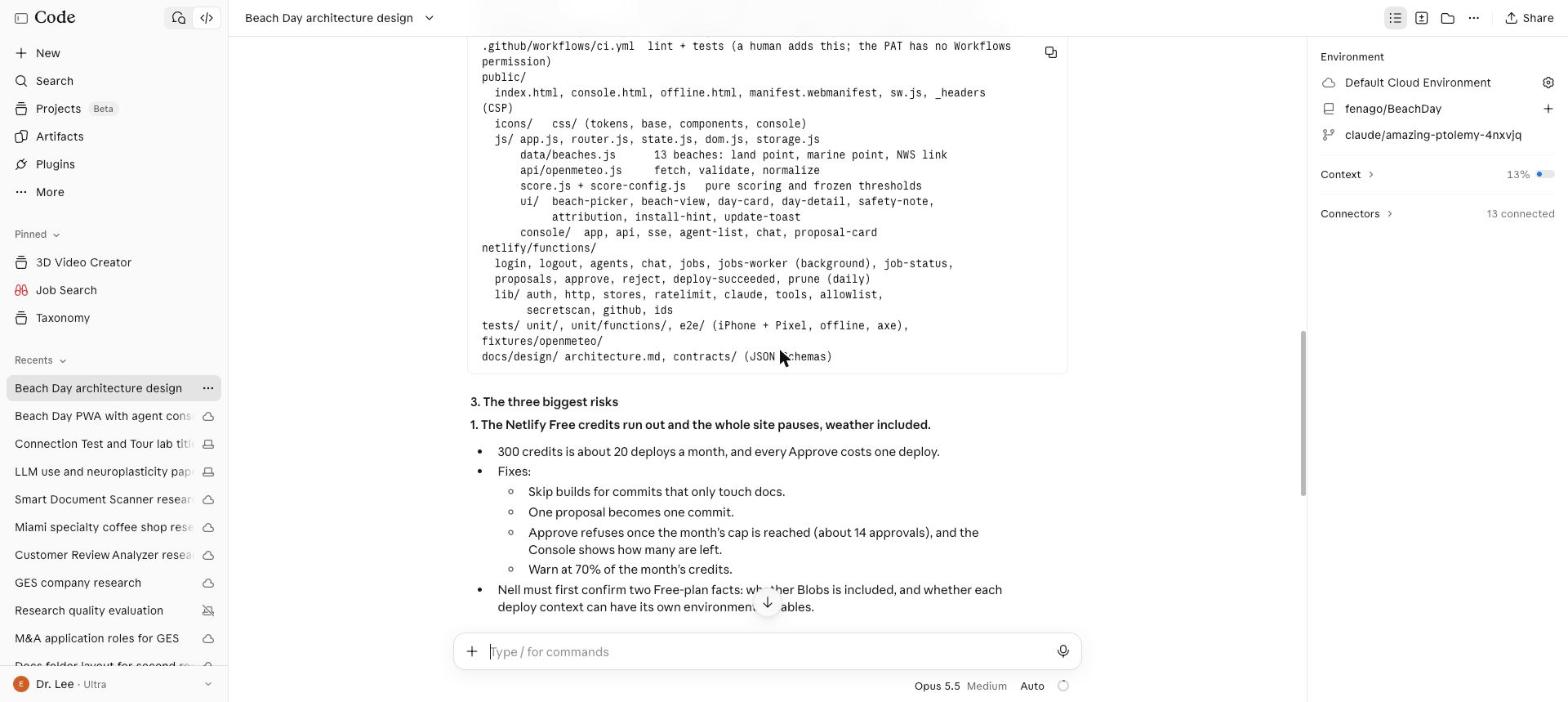 Code
New
Search
Projects Beta
Artifacts
Plugins
More
Pinned
3D Video Creator
Job Search
Taxonomy
Recents
Beach Day architecture design
Beach Day PWA with agent cons
Connection Test and Tour lab titl
LLM use and neuroplasticity pap
Smart Document Scanner resear
Miami specialty coffee shop rese
Customer Review Analyzer resea
GES company research
Research quality evaluation
M&A application roles for GES
Docs folder layout for second re
E Dr. Lee · Ultra
Beach Day architecture design
Share
.github/workflows/ci.yml lint + tests (a human adds this; the PAT has no Workflows
permission)
public/
index.html, console.html, offline.html, manifest.webmanifest, sw.js, _headers
(CSP)
icons/ css/ (tokens, base, components, console)
js/ app.js, router.js, state.js, dom.js, storage.js
data/beaches.js 13 beaches: land point, marine point, NWS link
api/openmeteo.js fetch, validate, normalize
score.js + score-config.js pure scoring and frozen thresholds
ui/ beach-picker, beach-view, day-card, day-detail, safety-note,
attribution, install-hint, update-toast
console/ app, api, sse, agent-list, chat, proposal-card
netlify/functions/
login, logout, agents, chat, jobs, jobs-worker (background), job-status,
proposals, approve, reject, deploy-succeeded, prune (daily)
lib/ auth, http, stores, ratelimit, claude, tools, allowlist,
secretscan, github, ids
tests/ unit/, unit/functions/, e2e/ (iPhone + Pixel, offline, axe),
fixtures/openmeteo/
docs/design/ architecture.md, contracts/ (JSON chemas)
3. The three biggest risks
1. The Netlify Free credits run out and the whole site pauses, weather included.
• 300 credits is about 20 deploys a month, and every Approve costs one deploy.
• Fixes:
Skip builds for commits that only touch docs.
One proposal becomes one commit.
Approve refuses once the month's cap is reached (about 14 approvals), and the
Console shows how many are left.
Warn at 70% of the month's credits.
• Nell must first confirm two Free-plan facts: whether Blobs is included, and whether each
deploy context can have its own environment
Type / for commands
Opus 5.5 Medium Auto
Environment
Default Cloud Environment
fenago/BeachDay
claude/amazing-ptolemy-4nxvjq
Context 13%
Connectors 13 connected